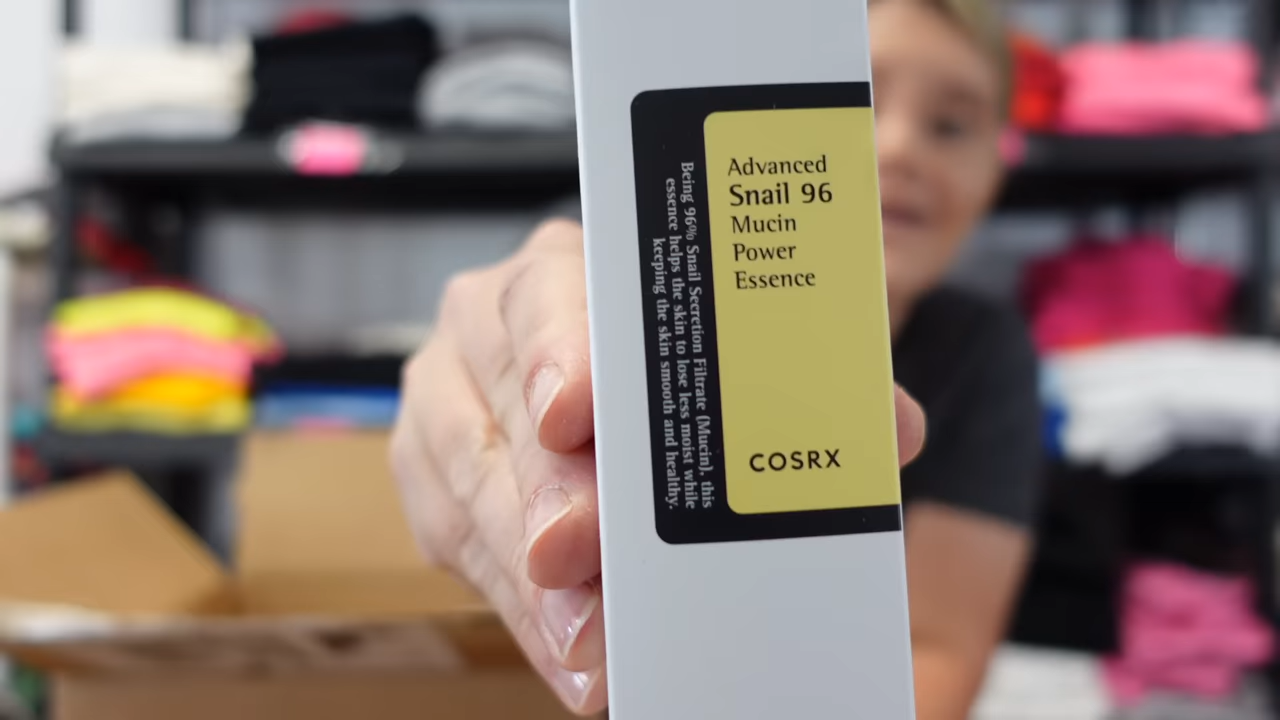 Advanced
Snail 96
Mucin
Power
Essence
COSRX
Being 96% Snail Secretion Filtrate (Mucin), this
essence helps the skin to lose less moist while
keeping the skin smooth and healthy.